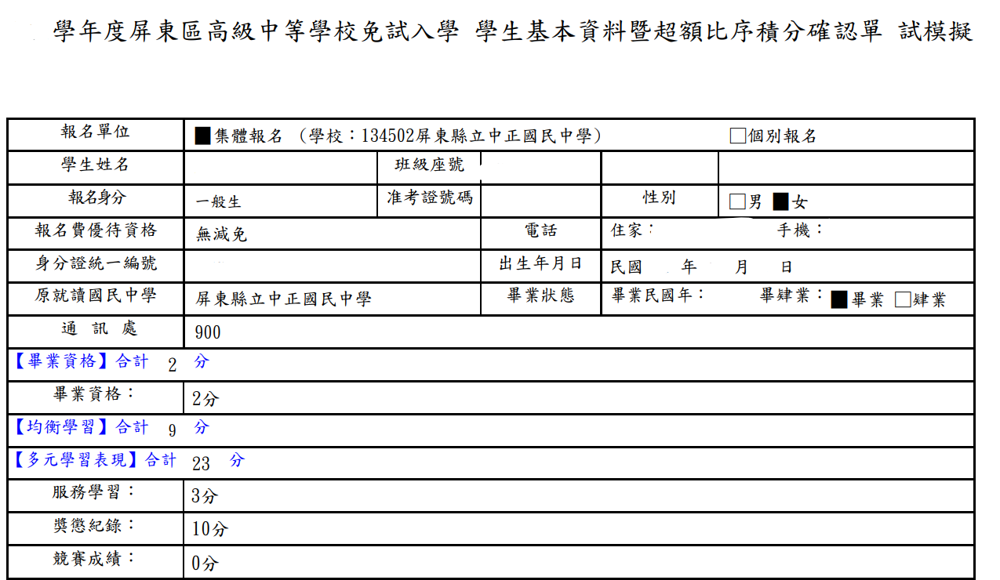 學年度屏東區高級中等學校免試入學 學生基本資料暨超額比序積分確認單 試模擬
報名單位 ■集體報名 （學校：134502屏東縣立中正國民中學） □個別報名
學生姓名 班級座號
報名身分 一般生 准考證號碼 性別 □男 ■女
報名費優待資格 無減免 電話 住家： 手機：
身分證統一編號 出生年月日 民國 年 月 日
原就讀國民中學 屏東縣立中正國民中學 畢業狀態 畢業民國年： 畢肄業：■畢業 □肄業
通 訊 處 900
【畢業資格】合計 2 分
畢業資格： 2分
【均衡學習】合計 9 分
【多元學習表現】合計 23 分
服務學習： 3分
獎懲紀錄： 10分
競賽成績： 0分